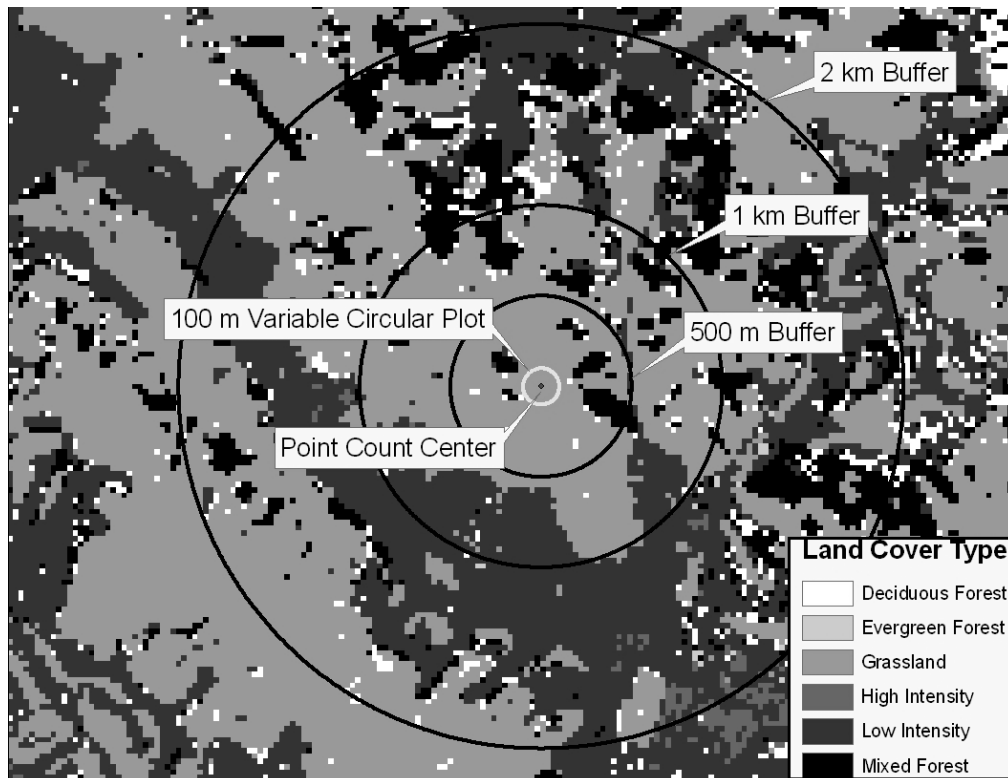 2 km Buffer
1 km Buffer
100 m Variable Circular Plot
500 m Buffer
Point Count Center
Land Cover Type
Deciduous Forest
Evergreen Forest
Grassland
High Intensity
Low Intensity
Mixed Forest